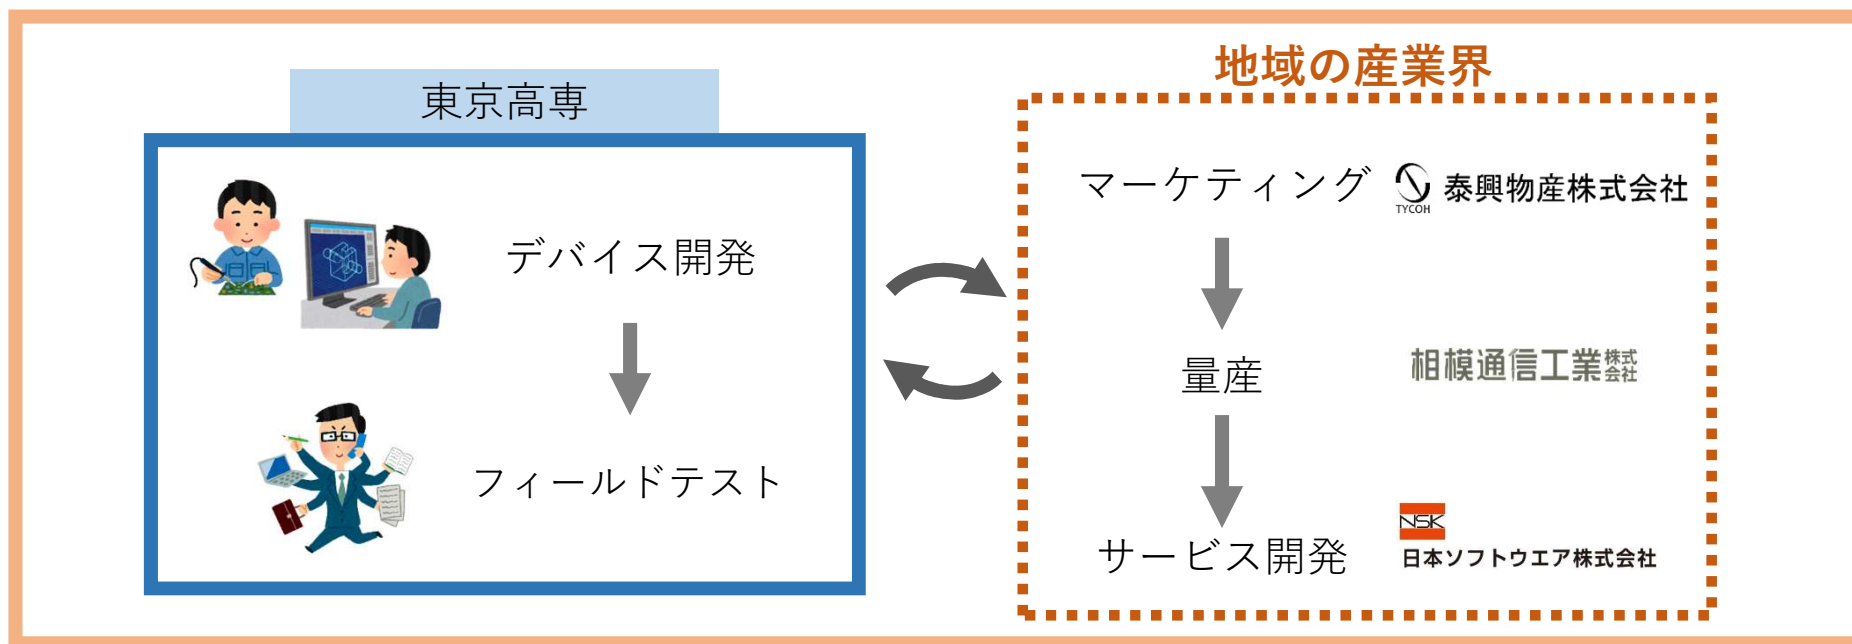 東京高専
デバイス開発
フィールドテスト
地域の産業界
マーケティング
TYCOH
泰興物産株式会社
量産
相模通信工業株式会社
サービス開発
NSK
日本ソフトウエア株式会社